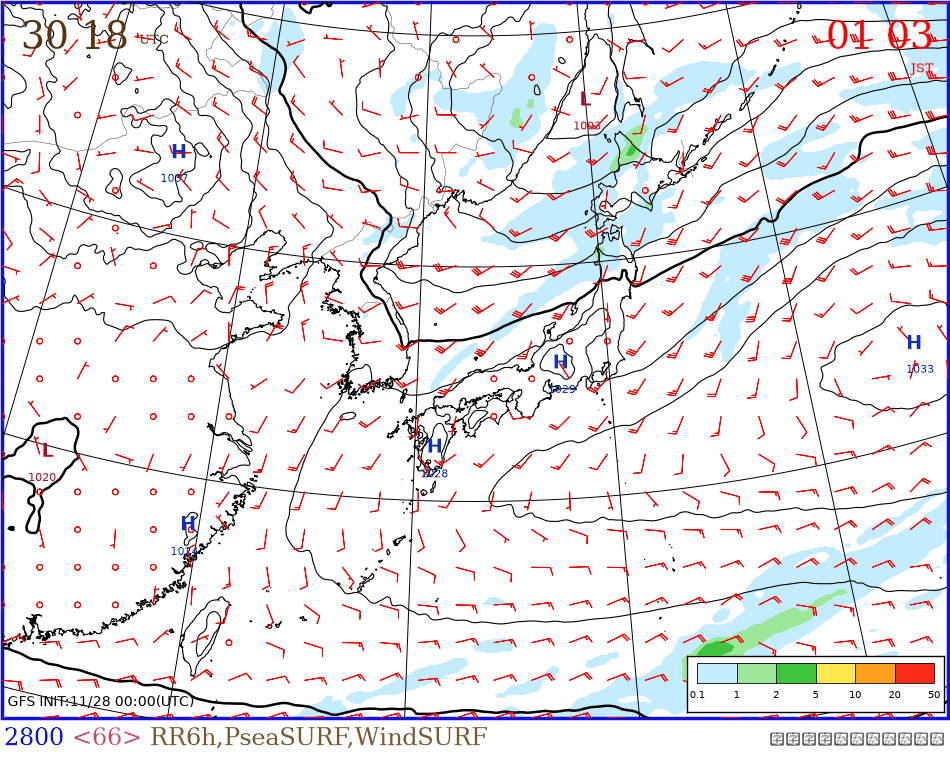 30 18 UTC 01 03 JST
L 1003
H 1037
H 1033
H 1029
H 1028
L 1020
GFS INIT:11/28 00:00(UTC)
0.1 1 2 5 10 20 50
2800 <66> RR6h,PseaSURF,WindSURF